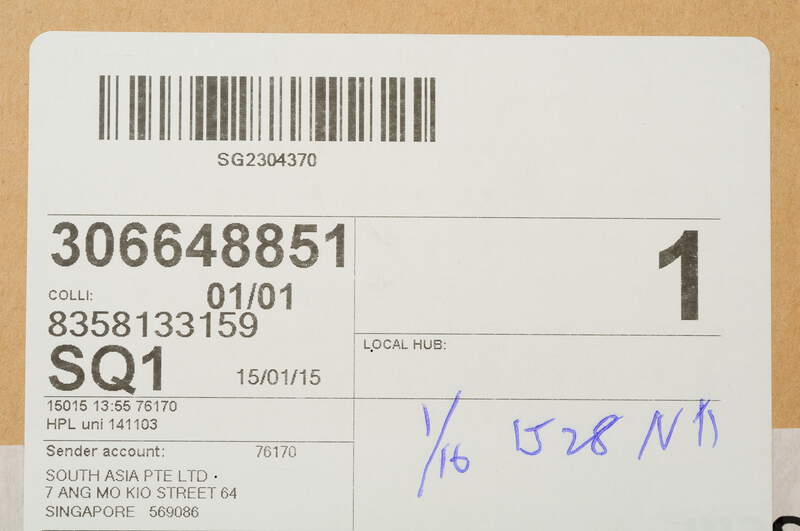 SG2304370
306648851
1
COLLI: 01/01
8358133159
LOCAL HUB:
SQ1 15/01/15
15015 13:55 76170
HPL uni 141103
1/16 1528
Sender account: 76170
SOUTH ASIA PTE LTD
7 ANG MO KIO STREET 64
SINGAPORE 569086